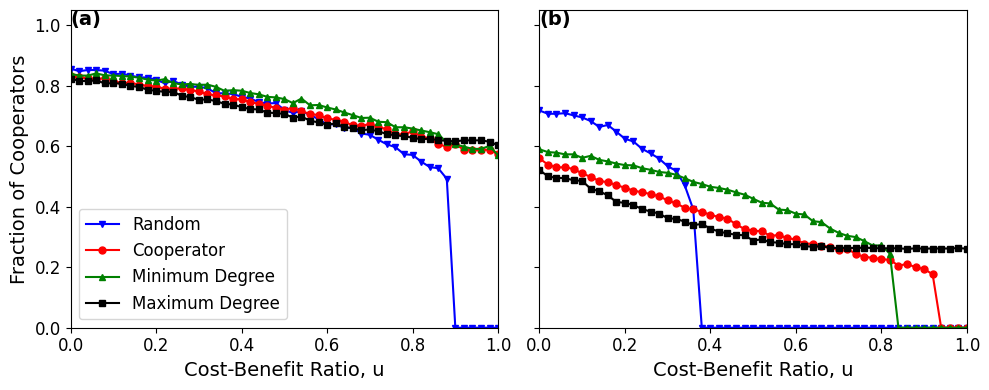 (a)
(b)
Fraction of Cooperators
1.0
0.8
0.6
0.4
0.2
0.0
Random
Cooperator
Minimum Degree
Maximum Degree
0.0 0.2 0.4 0.6 0.8 1.0
0.0 0.2 0.4 0.6 0.8 1.0
Cost-Benefit Ratio, u
Cost-Benefit Ratio, u